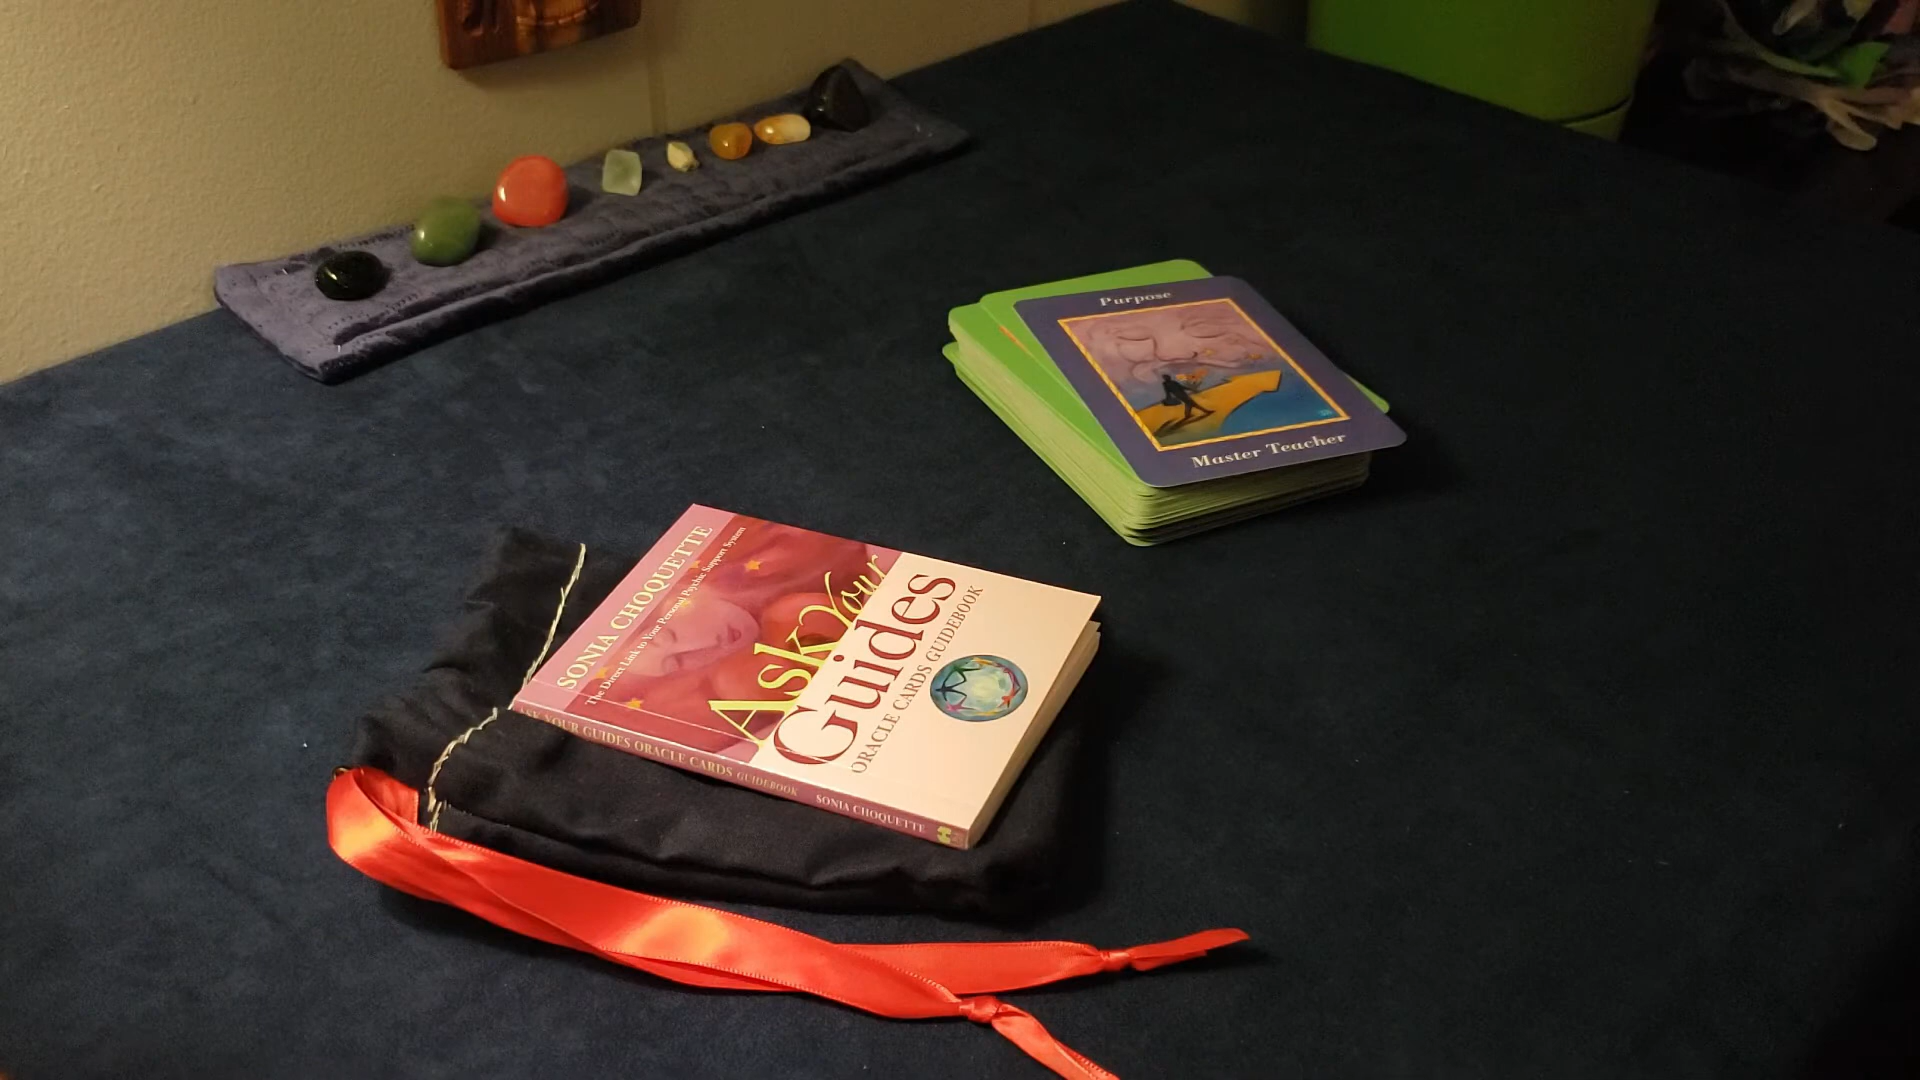 Purpose
Master Teacher
SONIA CHOQUETTE
The Direct Link to Your Personal Psychic Support System
Ask Your
Guides
ORACLE CARDS GUIDEBOOK
ASK YOUR GUIDES ORACLE CARDS GUIDEBOOK SONIA CHOQUETTE